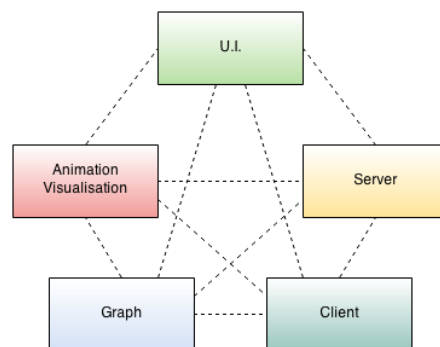 U.I.
Animation
Visualisation
Server
Graph
Client